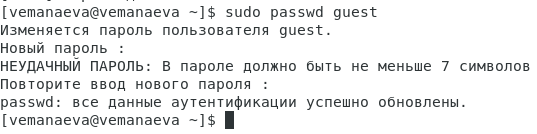 [vemanaeva@vemanaeva ~]$ sudo passwd guest
Изменяется пароль пользователя guest.
Новый пароль :
НЕУДАЧНЫЙ ПАРОЛЬ: В пароле должно быть не меньше 7 символов
Повторите ввод нового пароля :
passwd: все данные аутентификации успешно обновлены.
[vemanaeva@vemanaeva ~]$